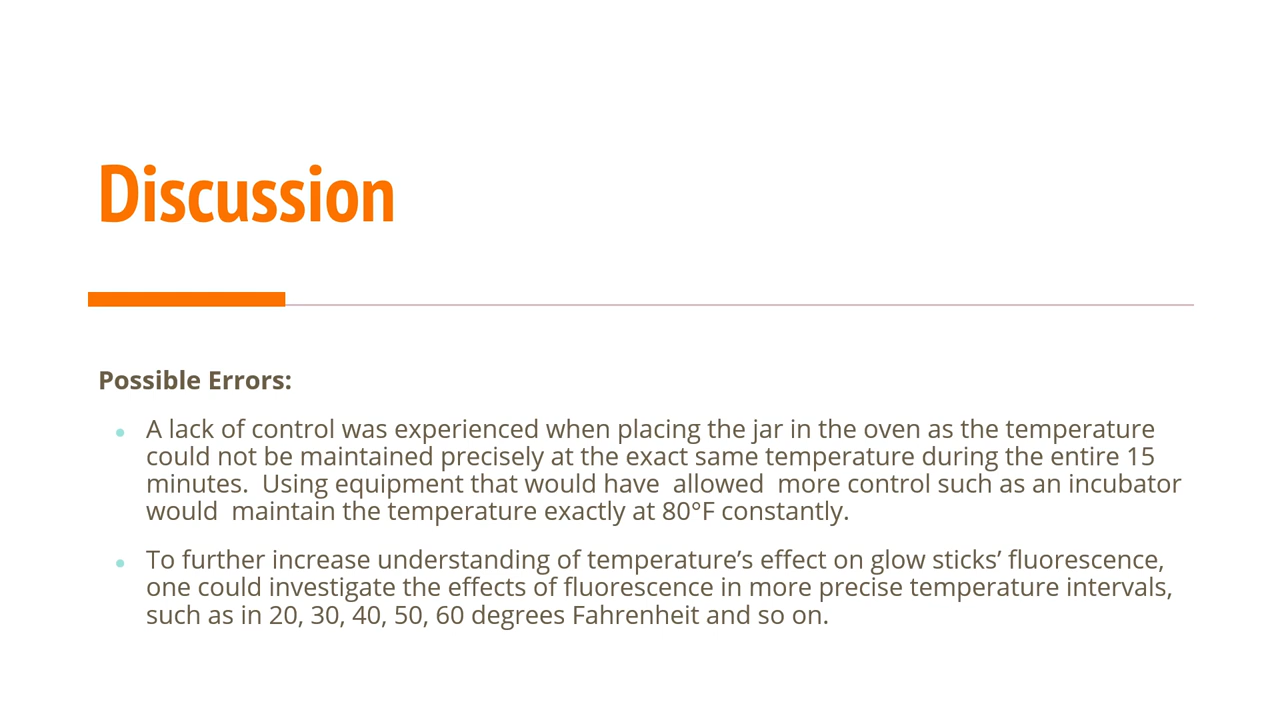 Discussion
Possible Errors:
● A lack of control was experienced when placing the jar in the oven as the temperature
could not be maintained precisely at the exact same temperature during the entire 15
minutes.  Using equipment that would have  allowed  more control such as an incubator
would  maintain the temperature exactly at 80°F constantly.
● To further increase understanding of temperature’s effect on glow sticks’ fluorescence,
one could investigate the effects of fluorescence in more precise temperature intervals,
such as in 20, 30, 40, 50, 60 degrees Fahrenheit and so on.